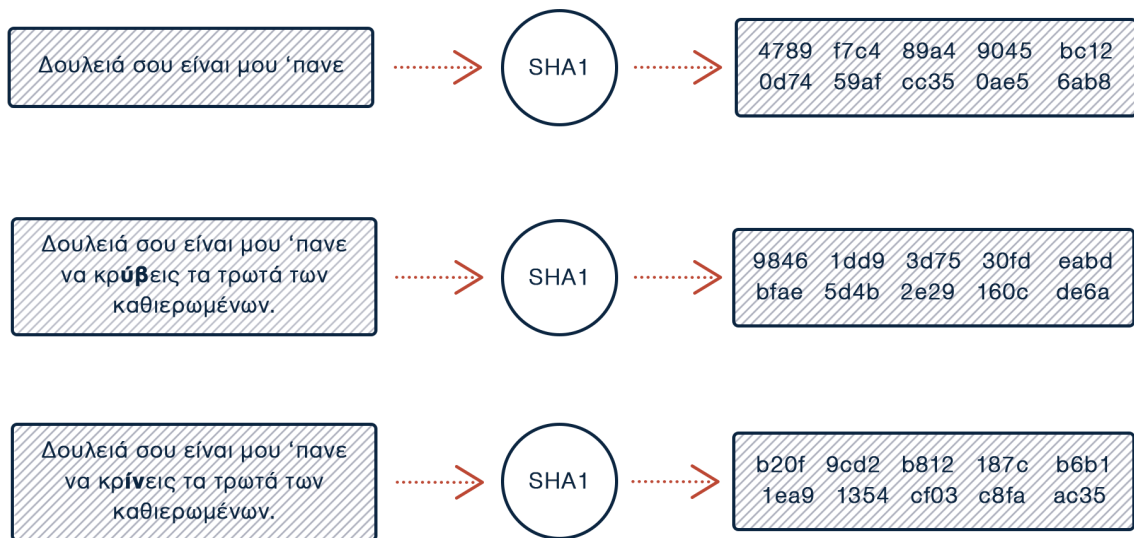 Δουλειά σου είναι μου ‘πανε
SHA1
4789 f7c4 89a4 9045 bc12
0d74 59af cc35 0ae5 6ab8
Δουλειά σου είναι μου ‘πανε
να κρύβεις τα τρωτά των
καθιερωμένων.
SHA1
9846 1dd9 3d75 30fd eabd
bfae 5d4b 2e29 160c de6a
Δουλειά σου είναι μου ‘πανε
να κρίνεις τα τρωτά των
καθιερωμένων.
SHA1
b20f 9cd2 b812 187c b6b1
1ea9 1354 cf03 c8fa ac35